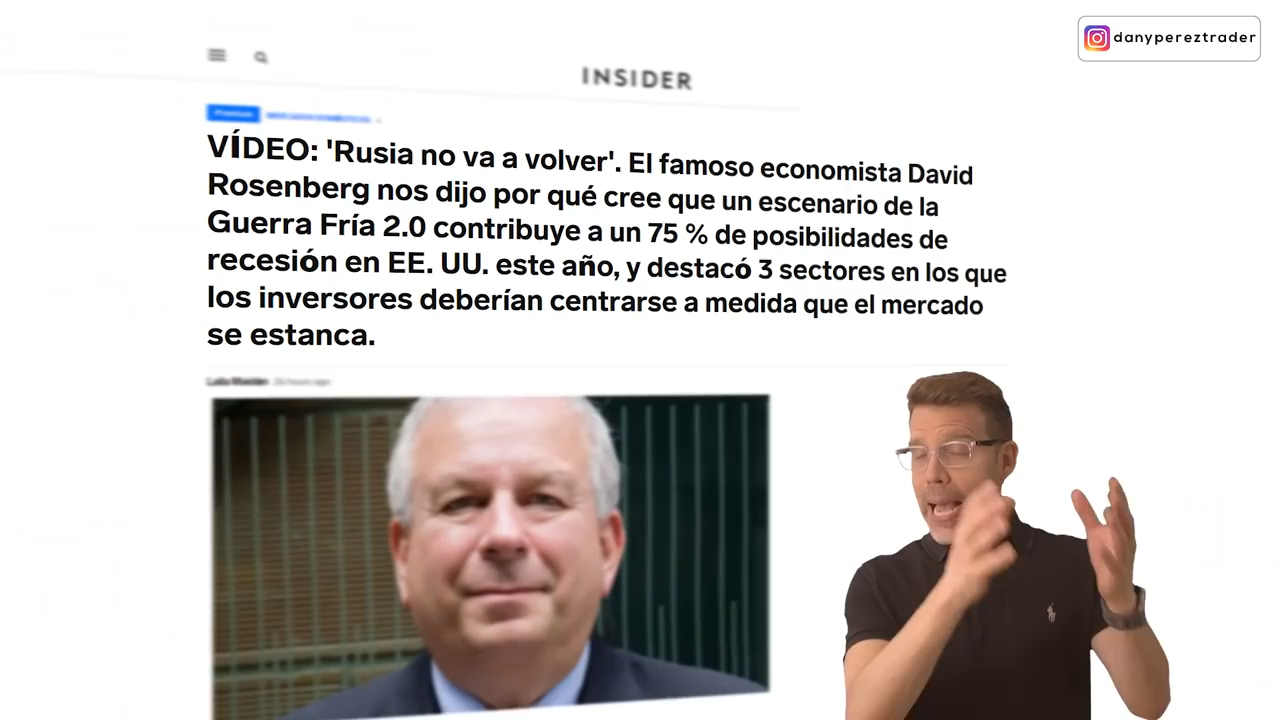 danypereztrader
INSIDER
VÍDEO: 'Rusia no va a volver'. El famoso economista David
Rosenberg nos dijo por qué cree que un escenario de la
Guerra Fría 2.0 contribuye a un 75 % de posibilidades de
recesión en EE. UU. este año, y destacó 3 sectores en los que
los inversores deberían centrarse a medida que el mercado
se estanca.